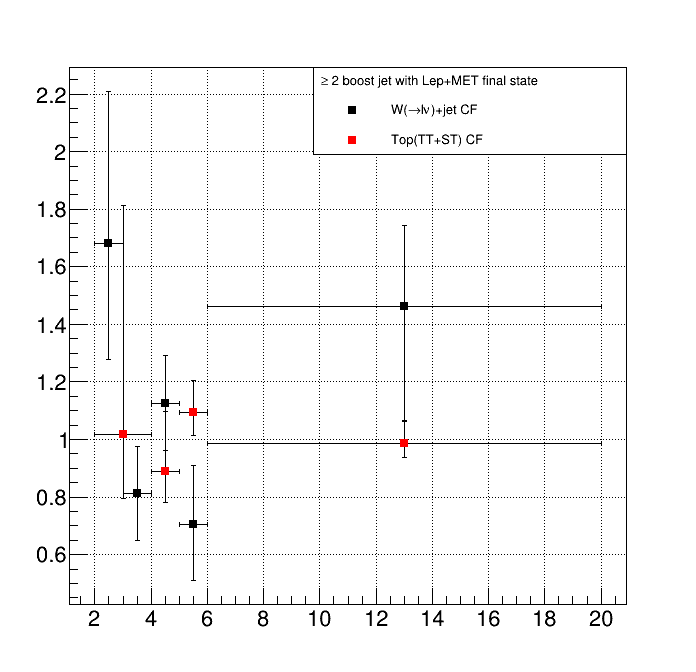 ≥ 2 boost jet with Lep+MET final state
W(→lν)+jet CF
Top(TT+ST) CF
2.2
2
1.8
1.6
1.4
1.2
1
0.8
0.6
2 4 6 8 10 12 14 16 18 20